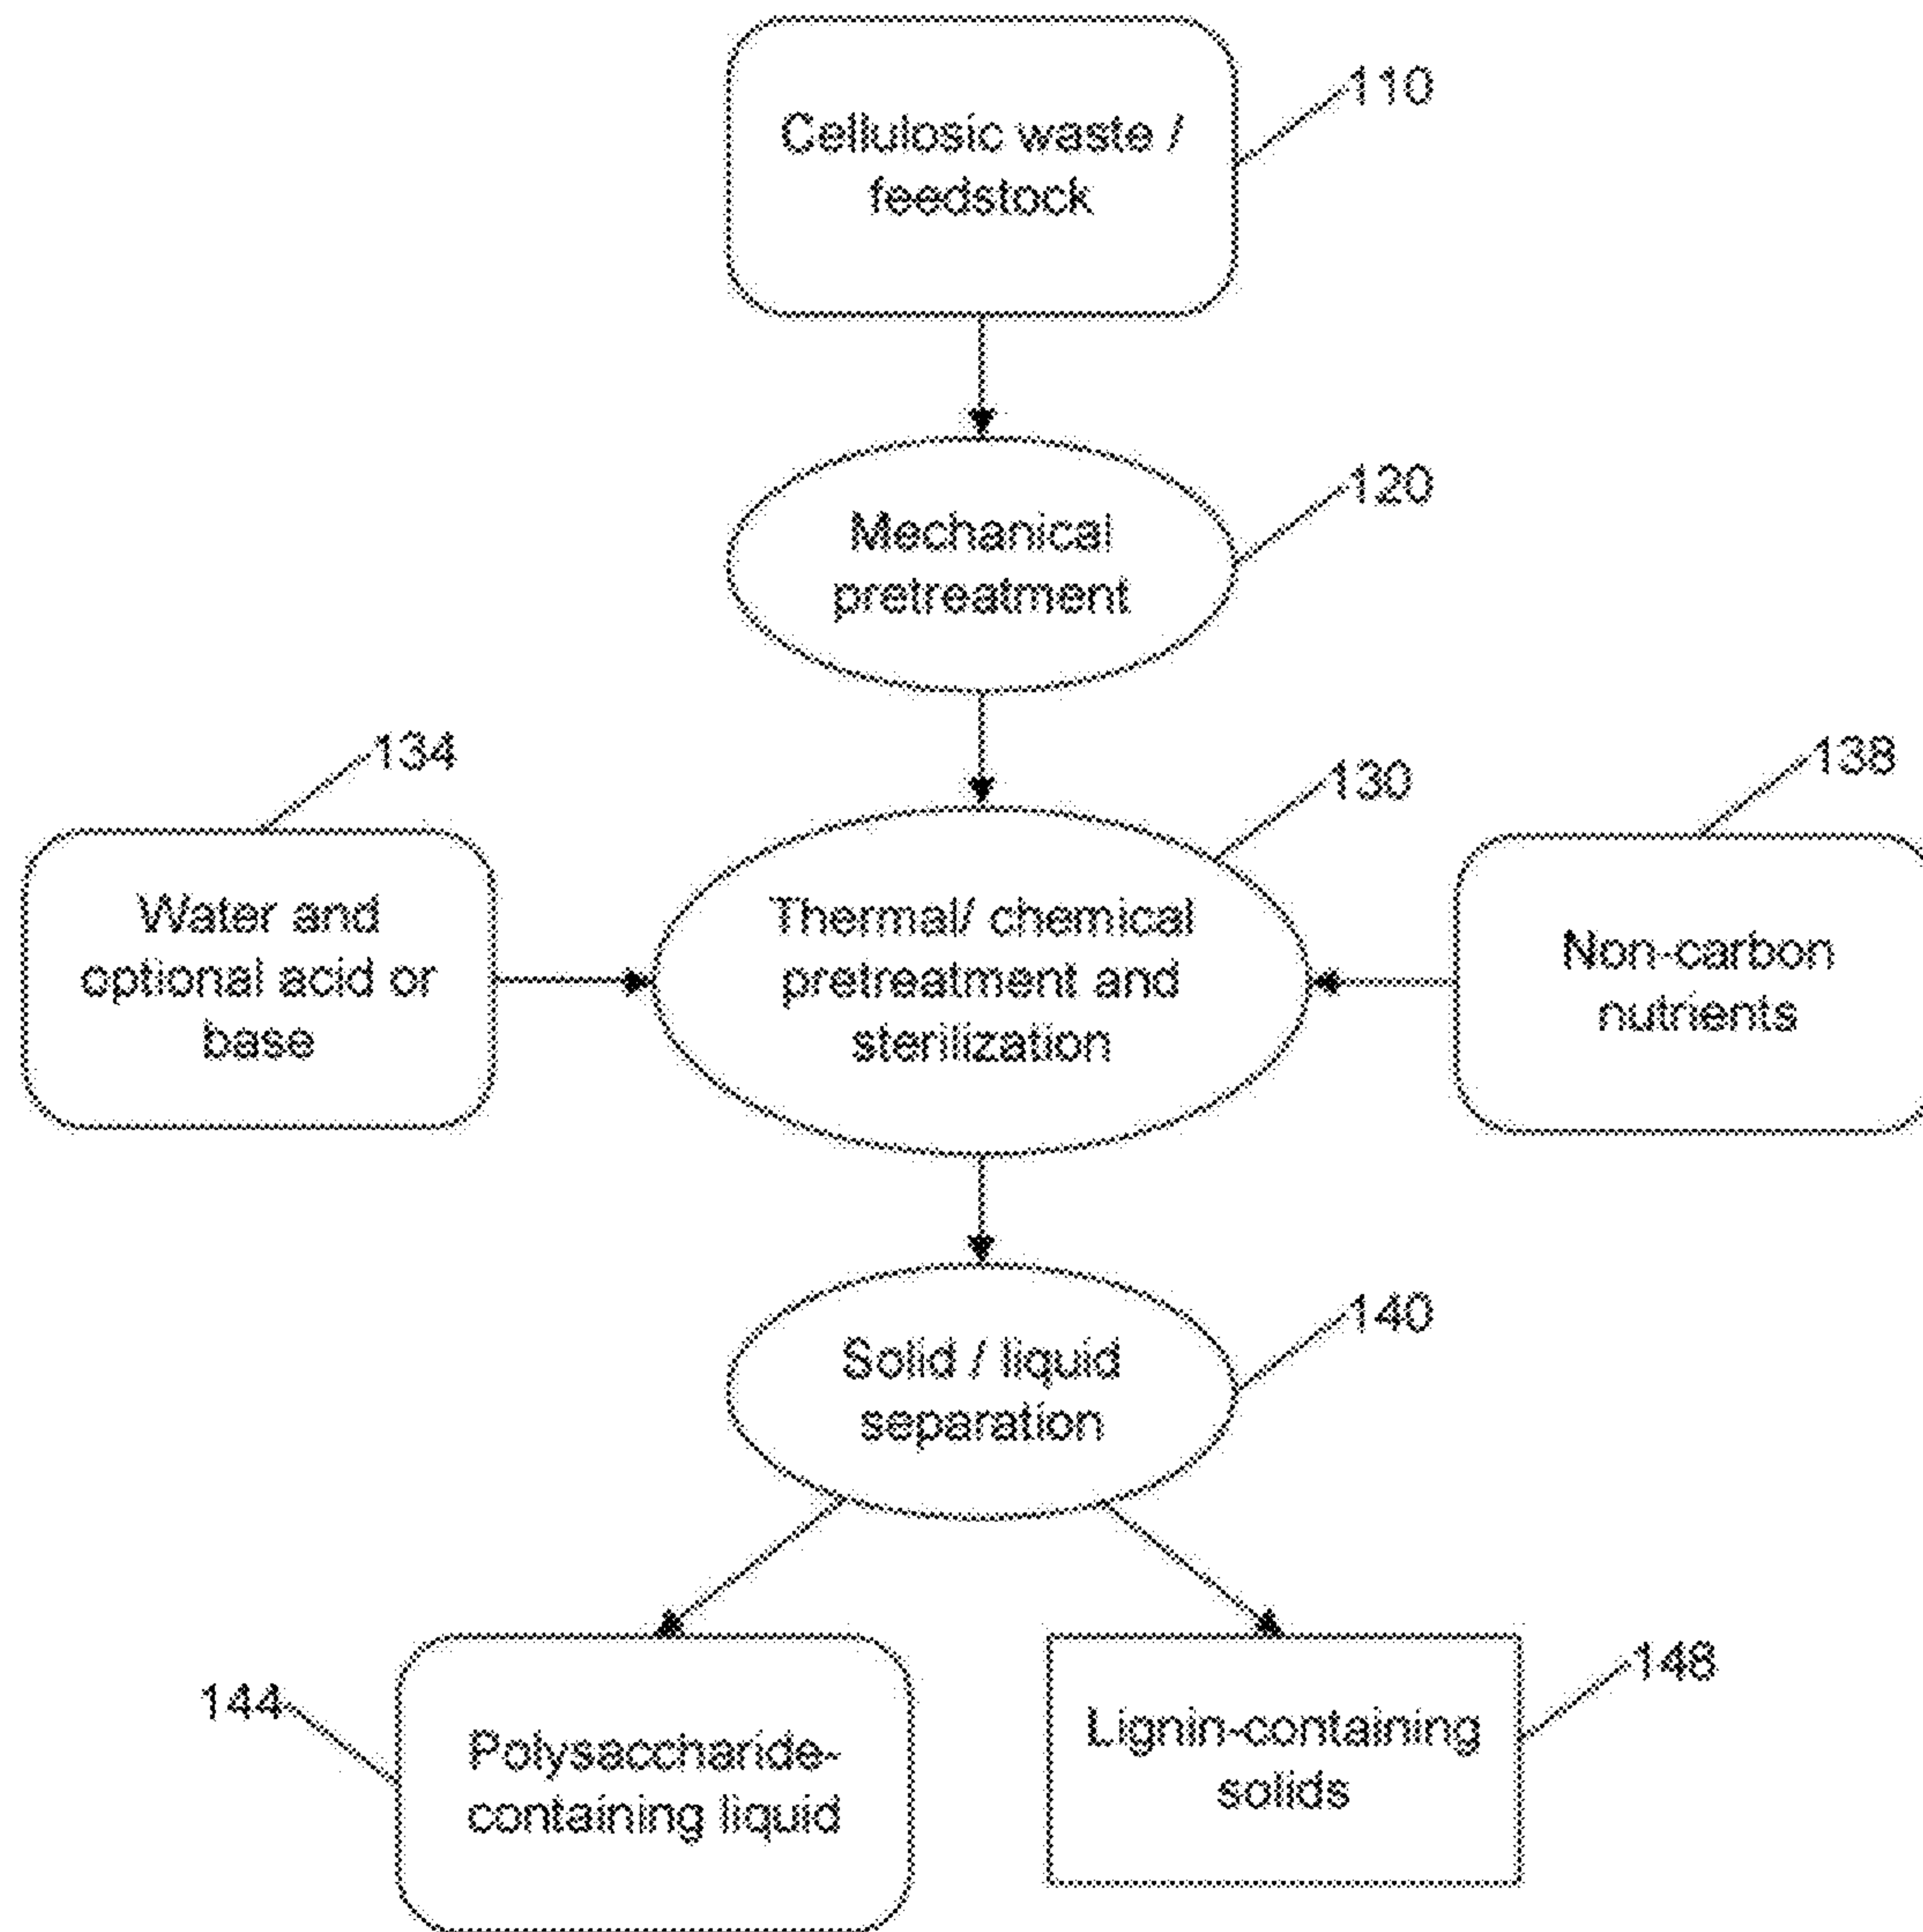 Cellulosic waste /
feedstock
110
Mechanical
pretreatment
120
134
130
138
Water and
optional acid or
base
Thermal/ chemical
pretreatment and
sterilization
Non-carbon
nutrients
Solid / liquid
separation
140
144
Polysaccharide-
containing liquid
Lignin-containing
solids
148